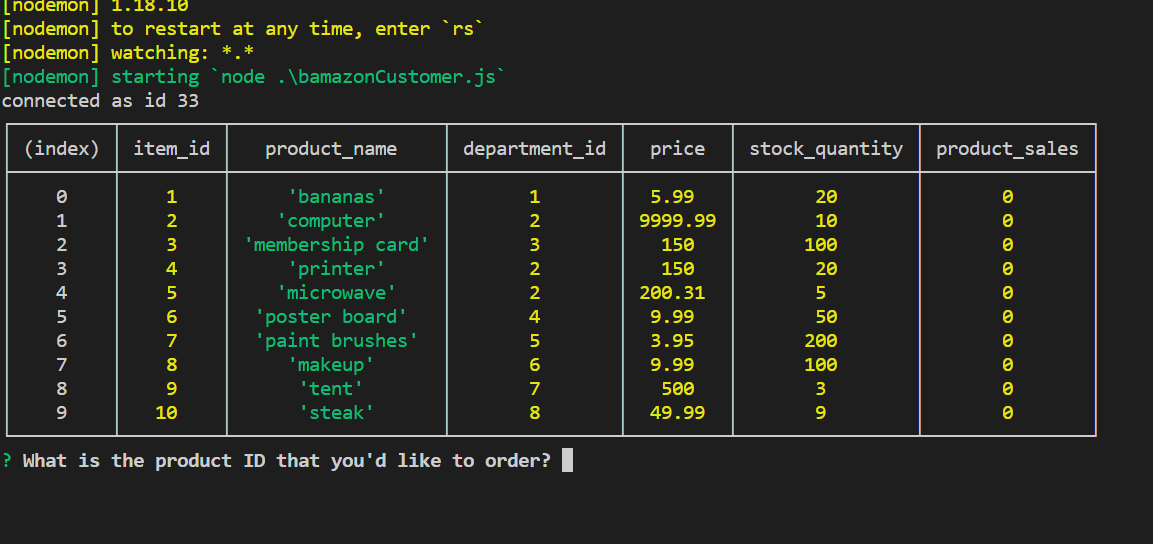 [nodemon] 1.18.10
[nodemon] to restart at any time, enter `rs`
[nodemon] watching: *.*
[nodemon] starting `node .\bamazonCustomer.js`
connected as id 33
(index) item_id product_name department_id price stock_quantity product_sales
0 1 'bananas' 1 5.99 20 0
1 2 'computer' 2 9999.99 10 0
2 3 'membership card' 3 150 100 0
3 4 'printer' 2 150 20 0
4 5 'microwave' 2 200.31 5 0
5 6 'poster board' 4 9.99 50 0
6 7 'paint brushes' 5 3.95 200 0
7 8 'makeup' 6 9.99 100 0
8 9 'tent' 7 500 3 0
9 10 'steak' 8 49.99 9 0
? What is the product ID that you'd like to order?